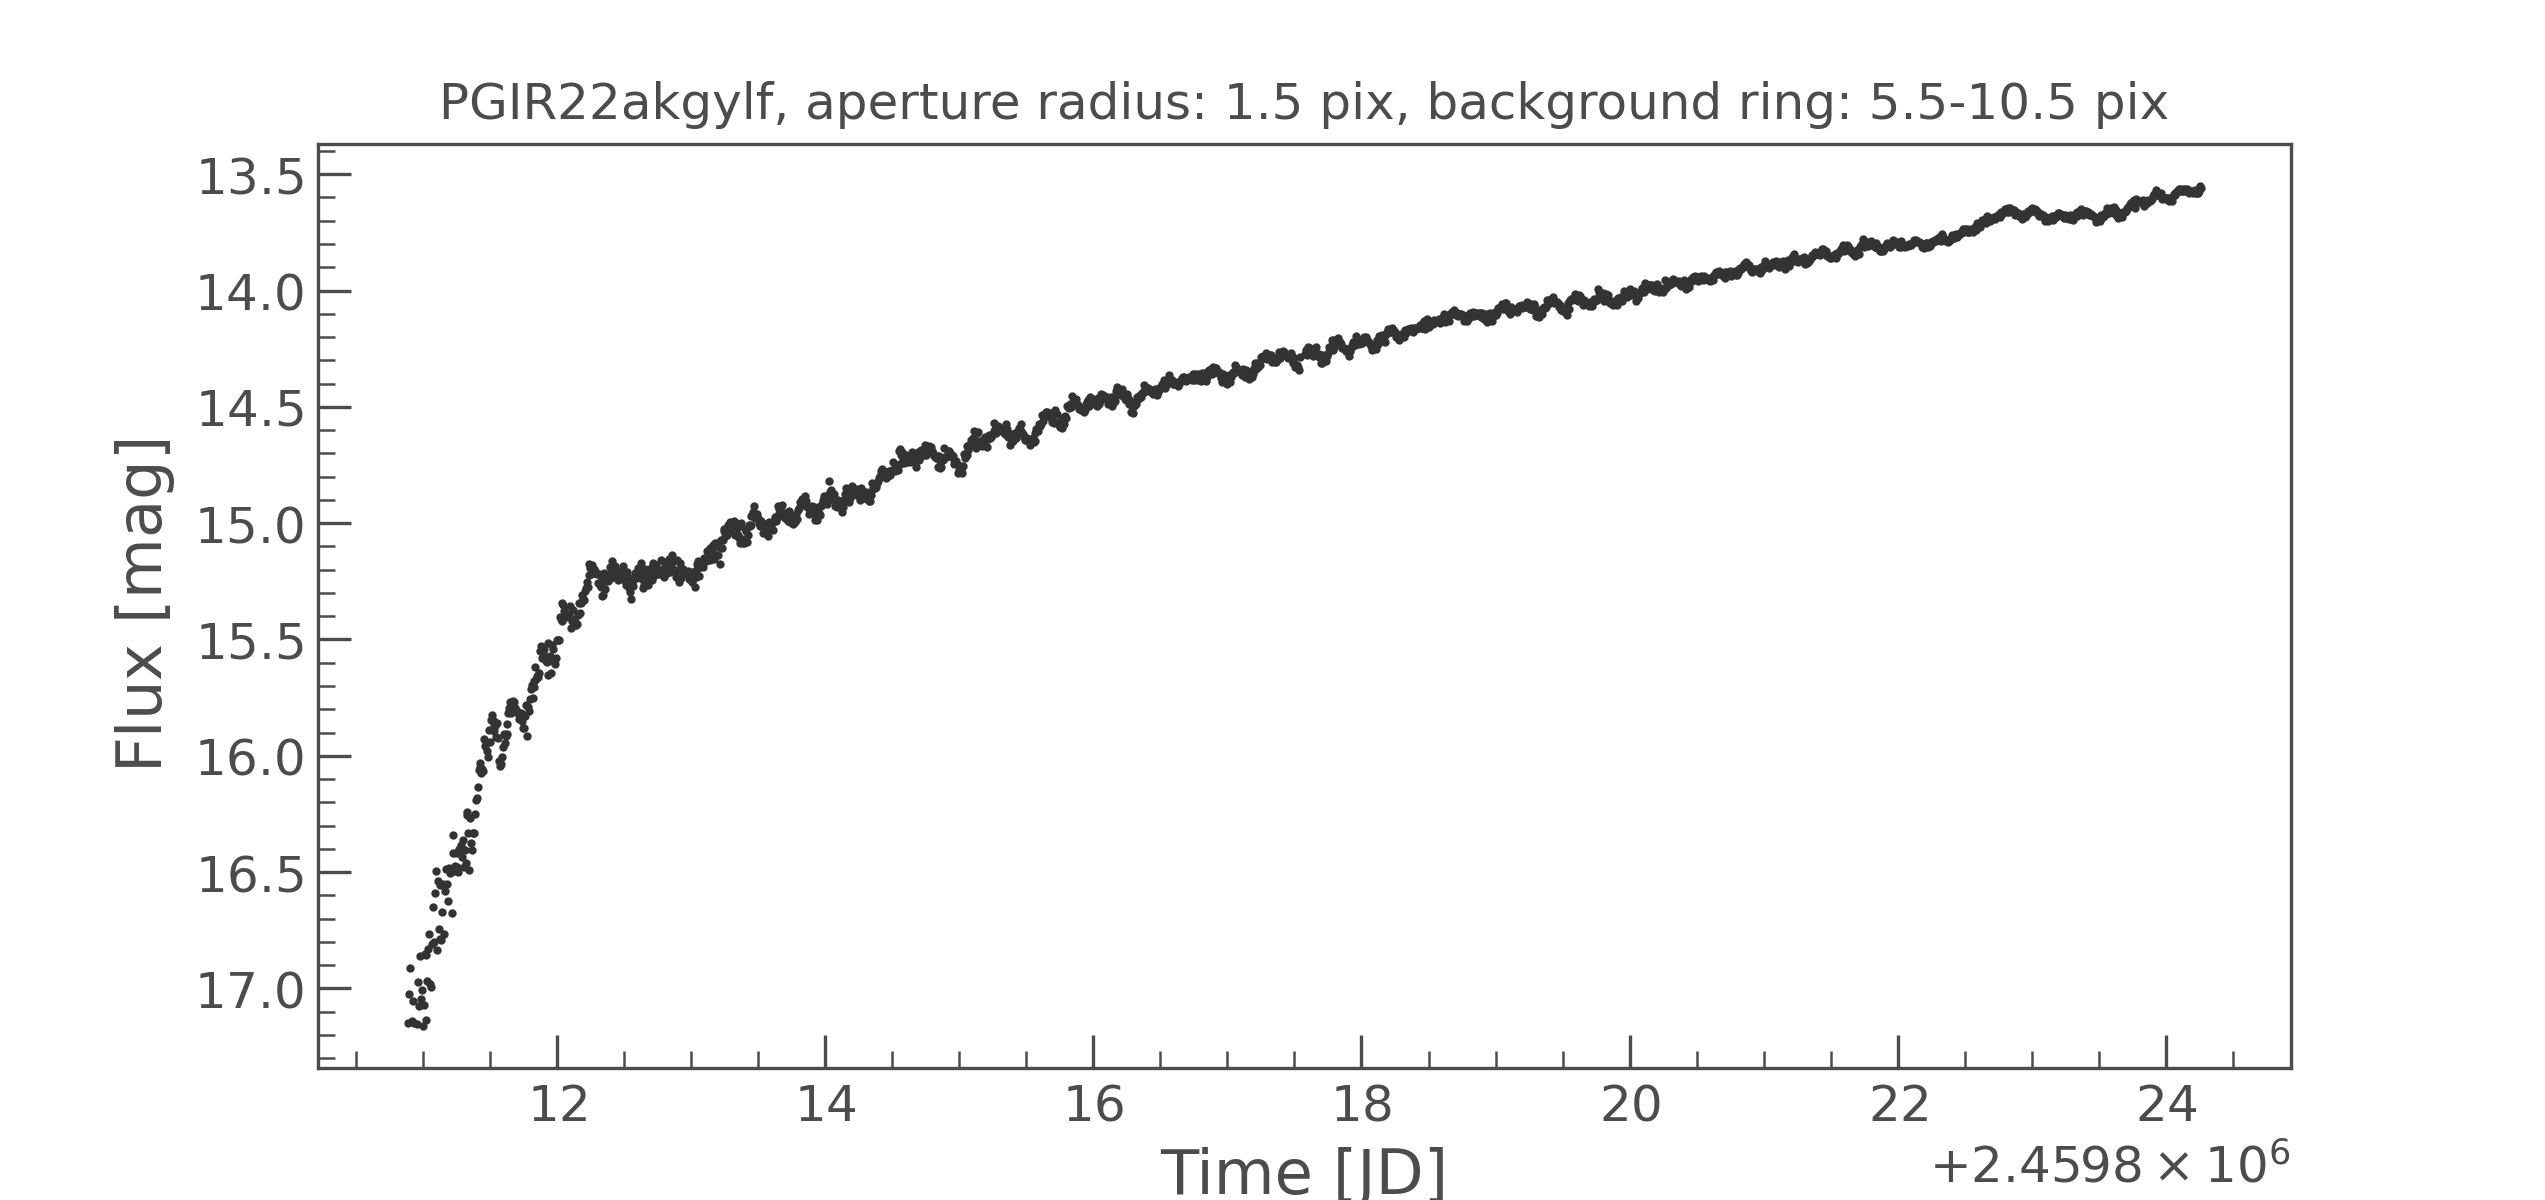 PGIR22akgylf, aperture radius: 1.5 pix, background ring: 5.5-10.5 pix
Flux [mag]
13.5
14.0
14.5
15.0
15.5
16.0
16.5
17.0
12 14 16 18 20 22 24
Time [JD]
+2.4598 × 10⁶